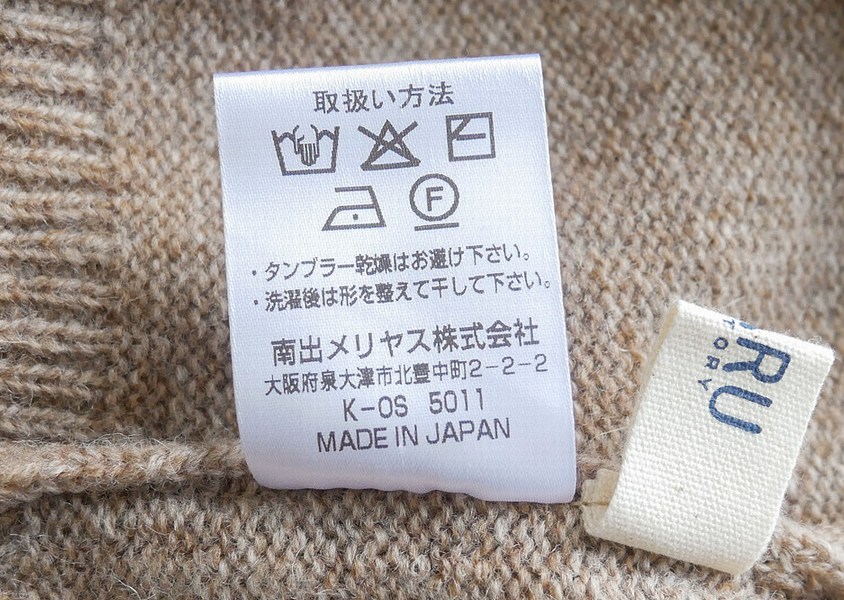 取扱い方法
F
・タンブラー乾燥はお避け下さい。
・洗濯後は形を整えて干して下さい。
南出メリヤス株式会社
大阪府泉大津市北豊中町2-2-2
K-OS 5011
MADE IN JAPAN
RU
TORY